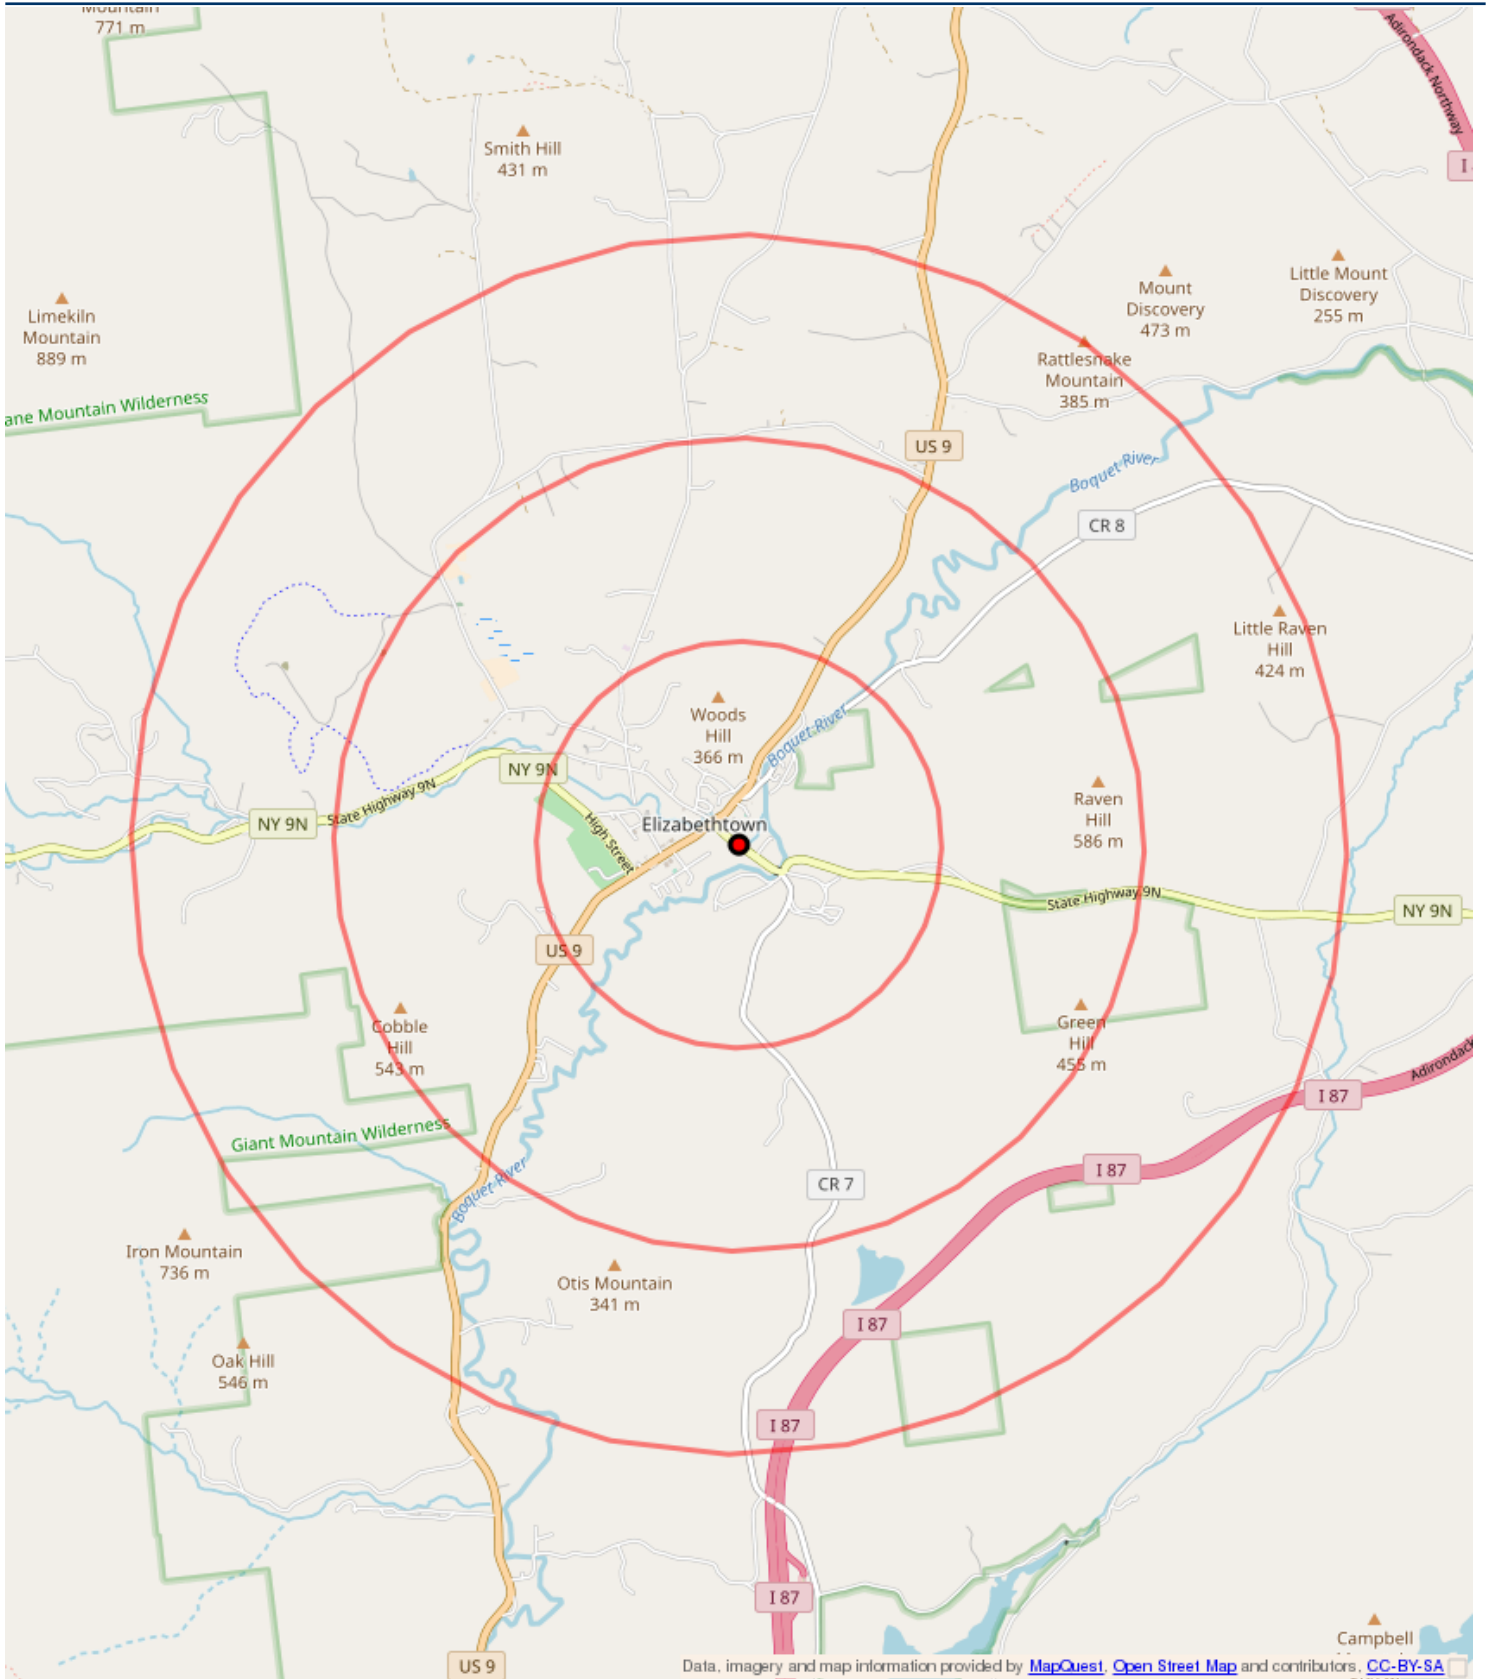 Mountain
771 m
Adirondack Northway
I
Smith Hill
431 m
Little Mount
Discovery
255 m
Mount
Discovery
473 m
Limekiln
Mountain
889 m
Rattlesnake
Mountain
385 m
ane Mountain Wilderness
US 9
Boquet River
CR 8
Little Raven
Hill
424 m
Woods
Hill
366 m
Boquet River
NY 9N
State Highway 9N
NY 9N
Raven
Hill
586 m
High Street
Elizabethtown
State Highway 9N
NY 9N
US 9
Cobble
Hill
543 m
Green
Hill
455 m
Adirondack
I 87
Giant Mountain Wilderness
I 87
Boquet River
CR 7
Iron Mountain
736 m
Otis Mountain
341 m
I 87
Oak Hill
546 m
I 87
I 87
Campbell
US 9
Data, imagery and map information provided by MapQuest, Open Street Map and contributors, CC-BY-SA